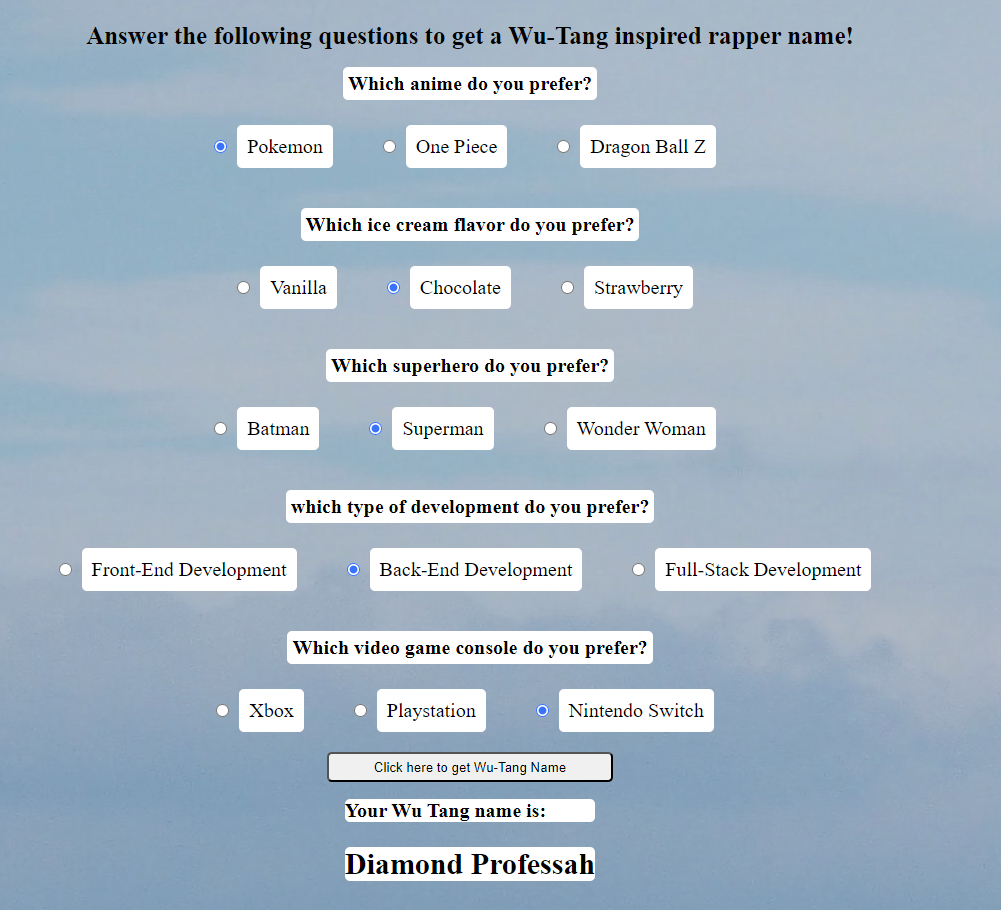 Answer the following questions to get a Wu-Tang inspired rapper name!
Which anime do you prefer?
Pokemon One Piece Dragon Ball Z
Which ice cream flavor do you prefer?
Vanilla Chocolate Strawberry
Which superhero do you prefer?
Batman Superman Wonder Woman
which type of development do you prefer?
Front-End Development Back-End Development Full-Stack Development
Which video game console do you prefer?
Xbox Playstation Nintendo Switch
Click here to get Wu-Tang Name
Your Wu Tang name is:
Diamond Professah